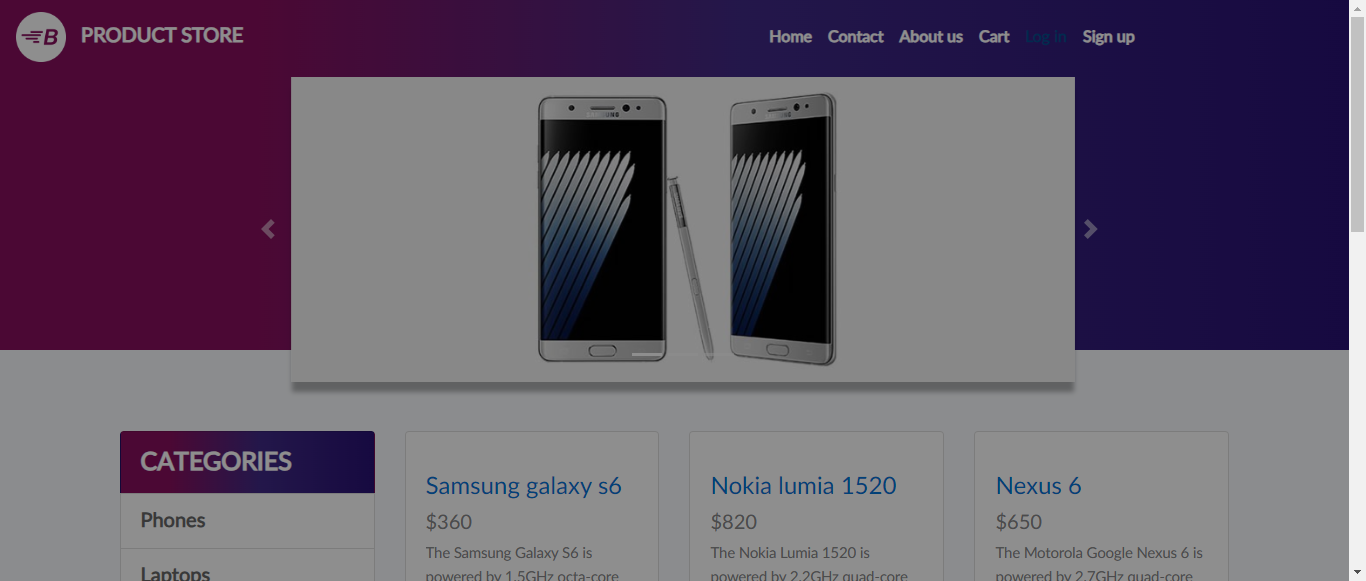 B PRODUCT STORE
Home Contact About us Cart Log in Sign up
SAMSUNG SAMSUNG
CATEGORIES
Phones
Laptops
Samsung galaxy s6
$360
The Samsung Galaxy S6 is
powered by 1.5GHz octa-core
Nokia lumia 1520
$820
The Nokia Lumia 1520 is
powered by 2.2GHz quad-core
Nexus 6
$650
The Motorola Google Nexus 6 is
powered by 2.7GHz quad-core